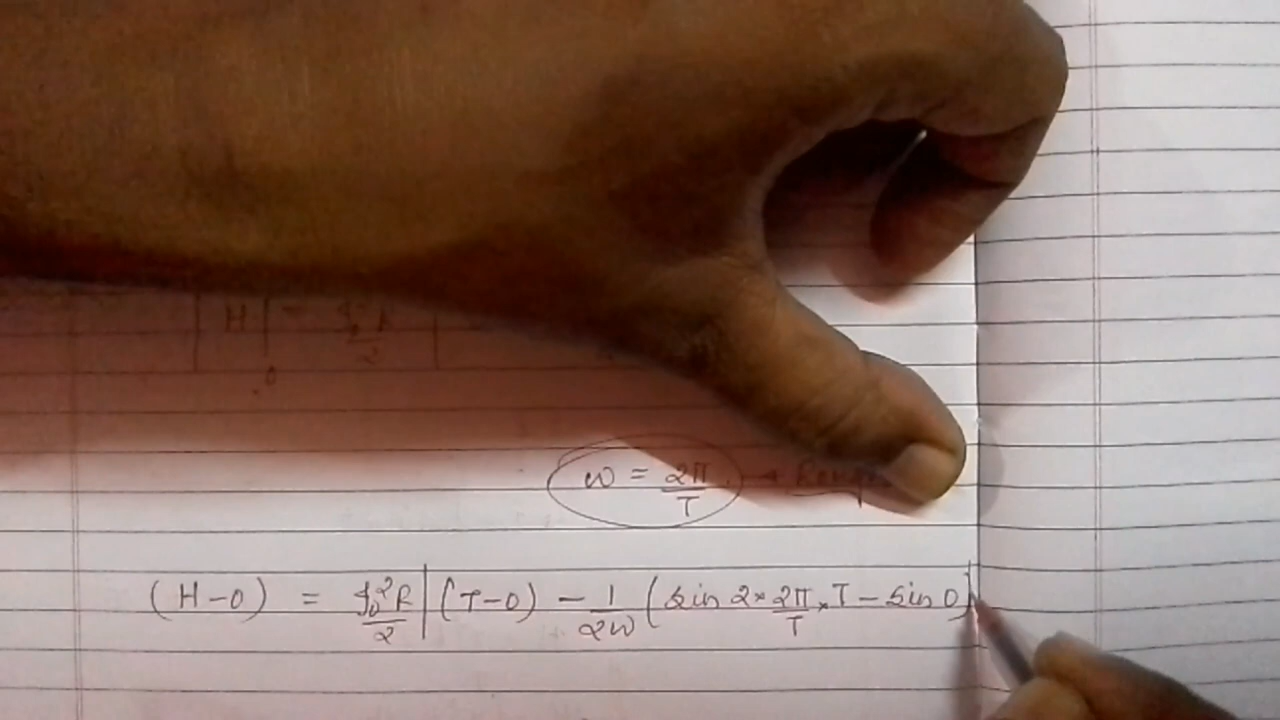 H
ω = 2π/T →
(H-0) = I₀²R/2 | (T-0) - 1/2ω (Sin 2×2π/T×T - Sin 0)